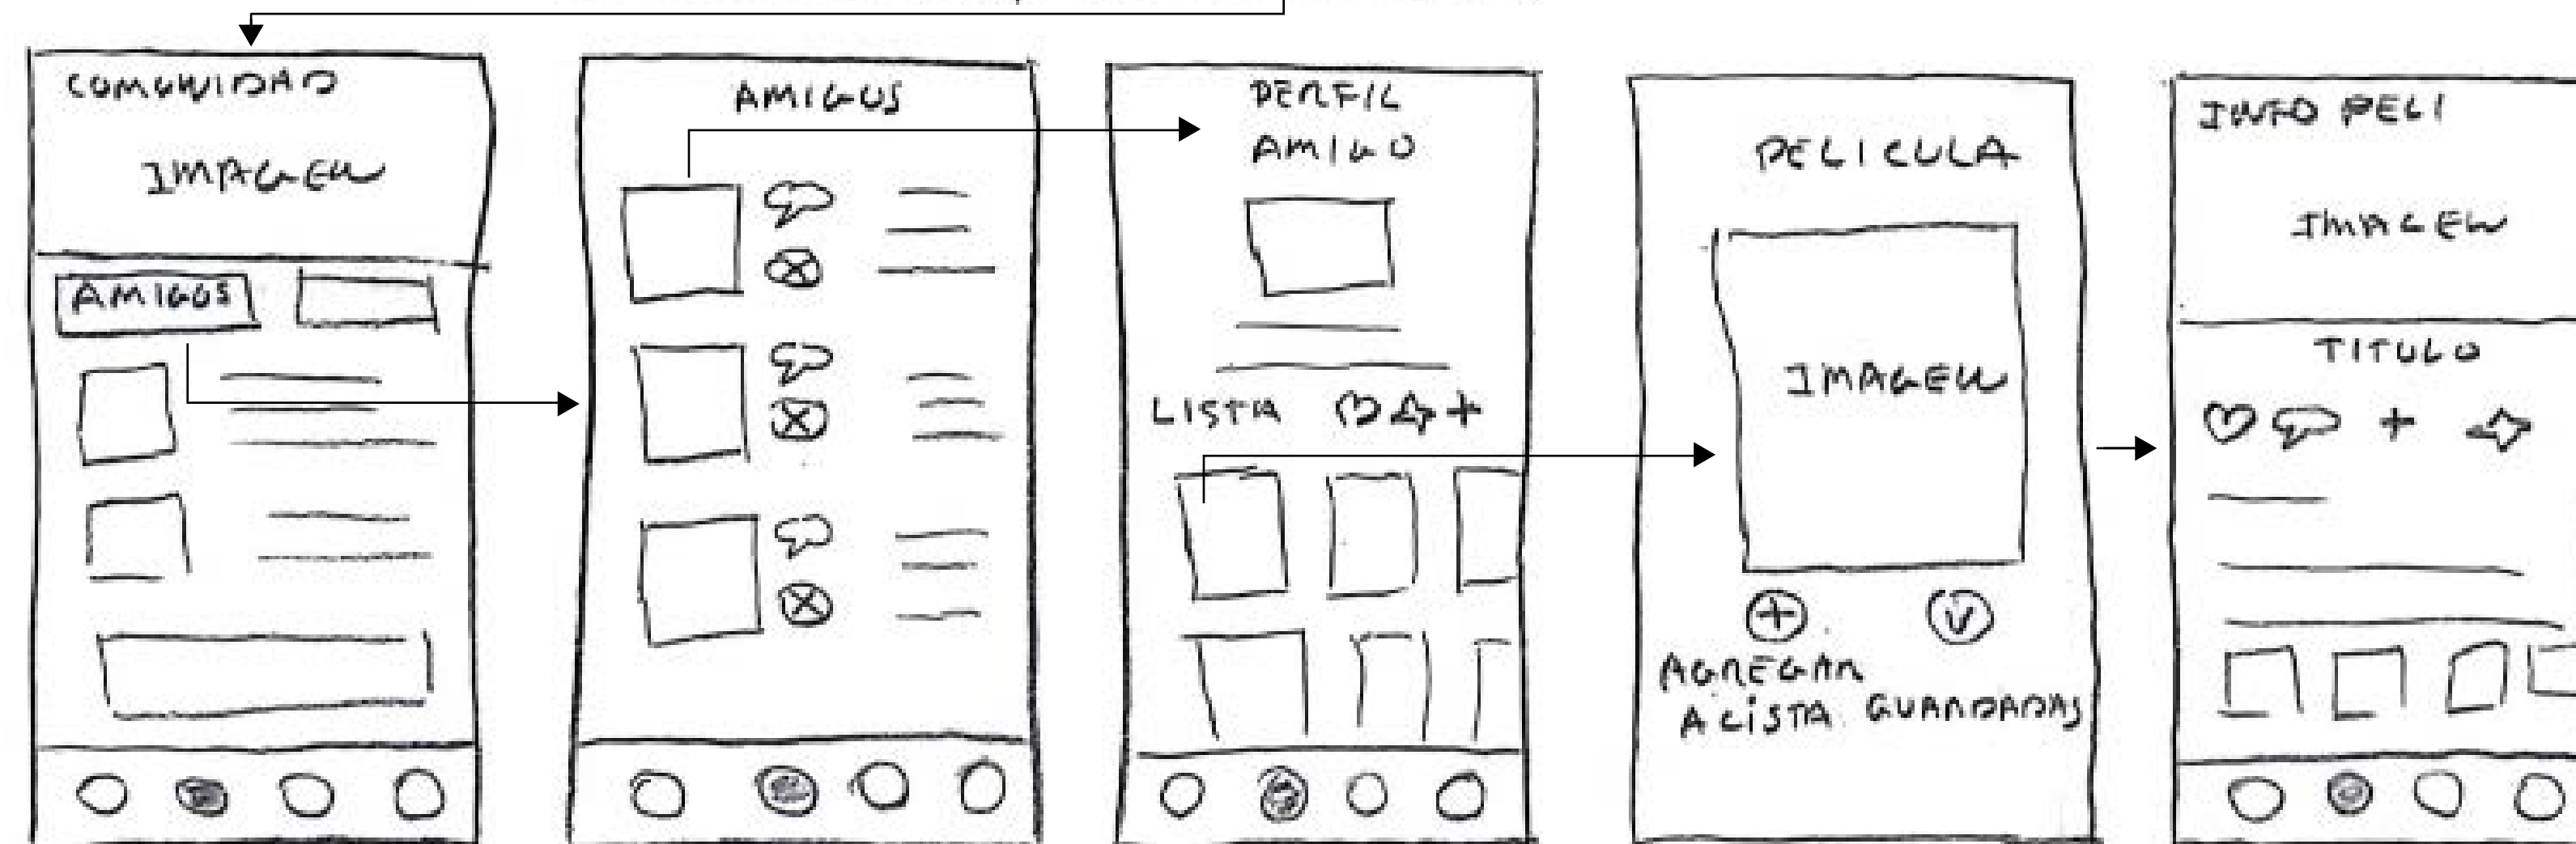 COMUNIDAD
IMAGEN
AMIGOS
AMIGOS
PERFIL
AMIGO
LISTA
PELICULA
IMAGEN
AGREGAR
A LISTA
GUARDADAS
INFO PELI
IMAGEN
TITULO